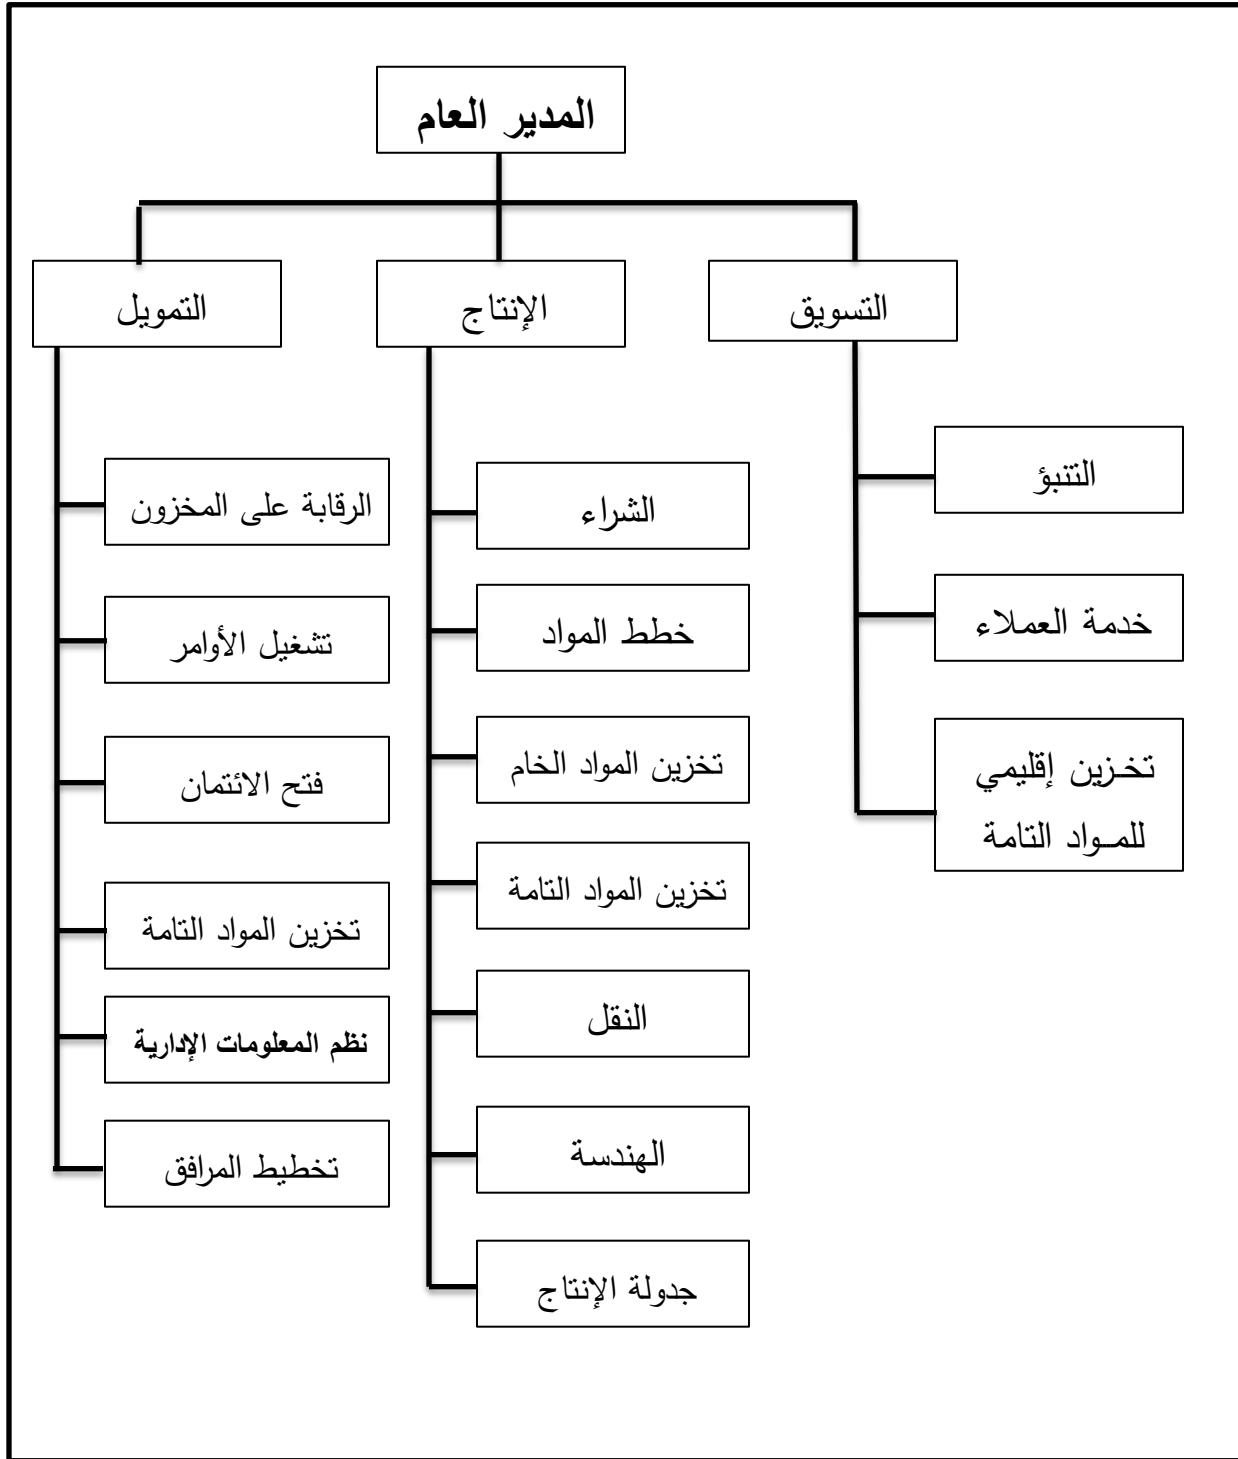 المدير العام
التسويق
الإنتاج
التمويل
التنبؤ
خدمة العملاء
تخزين إقليمي
للمواد التامة
الشراء
خطط المواد
تخزين المواد الخام
تخزين المواد التامة
النقل
الهندسة
جدولة الإنتاج
الرقابة على المخزون
تشغيل الأوامر
فتح الائتمان
تخزين المواد التامة
نظم المعلومات الإدارية
تخطيط المرافق